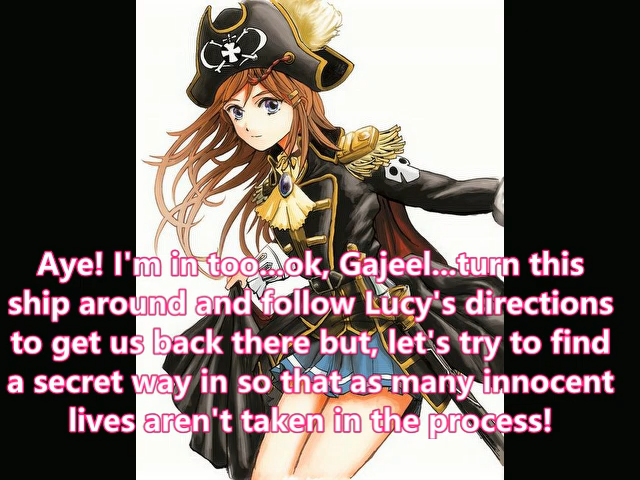 Aye! I'm in too...ok, Gajeel...turn this
ship around and follow Lucy's directions
to get us back there but, let's try to find
a secret way in so that as many innocent
lives aren't taken in the process!